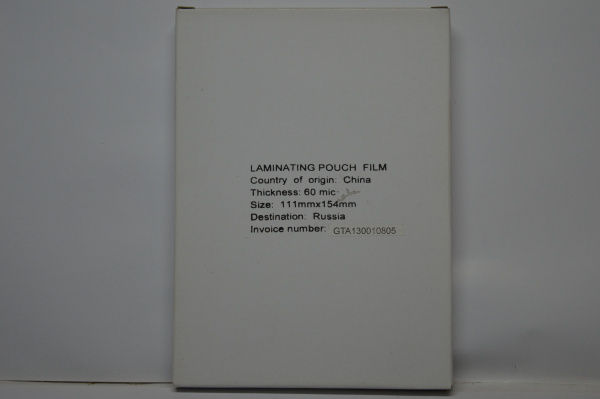 LAMINATING POUCH FILM
Country of origin: China
Thickness: 60 mic
Size: 111mmx154mm
Destination: Russia
Invoice number: GTA130010805